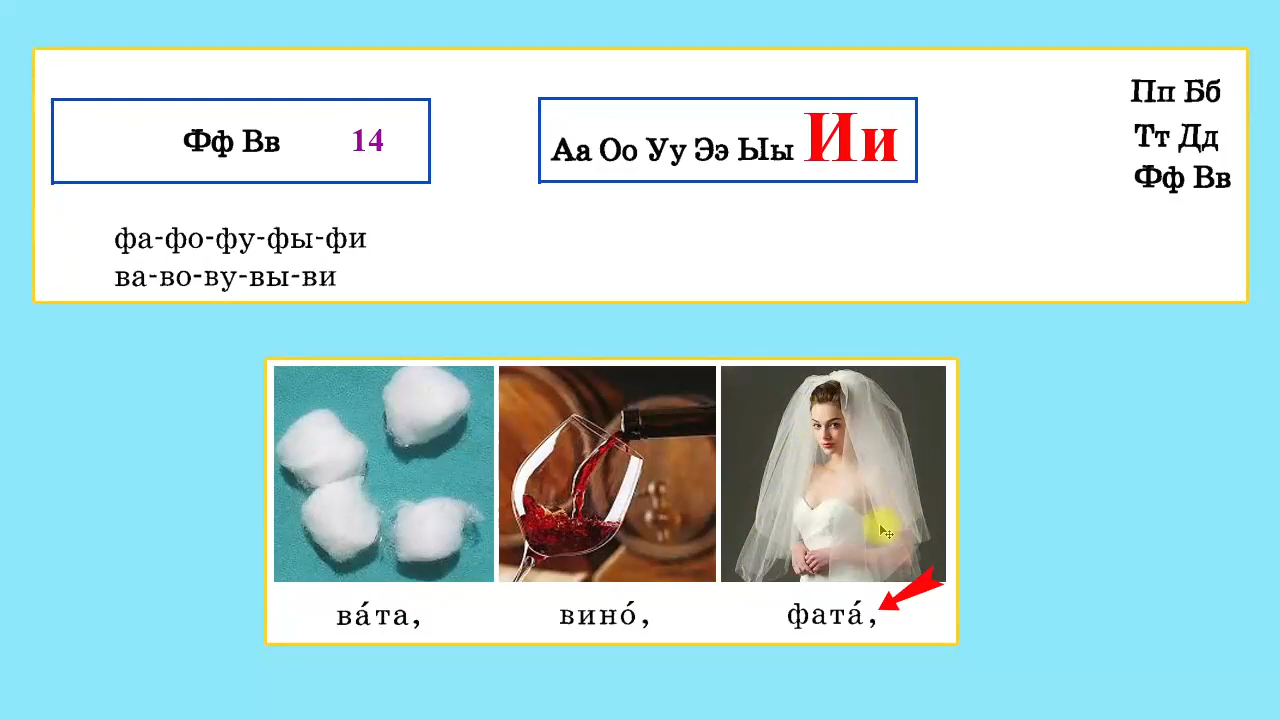 Фф Вв 14
Аа Оо Уу Ээ Ыы Ии
Пп Бб
Тт Дд
Фф Вв
фа-фо-фу-фы-фи
ва-во-ву-вы-ви
ва́та,
вино́,
фата́,